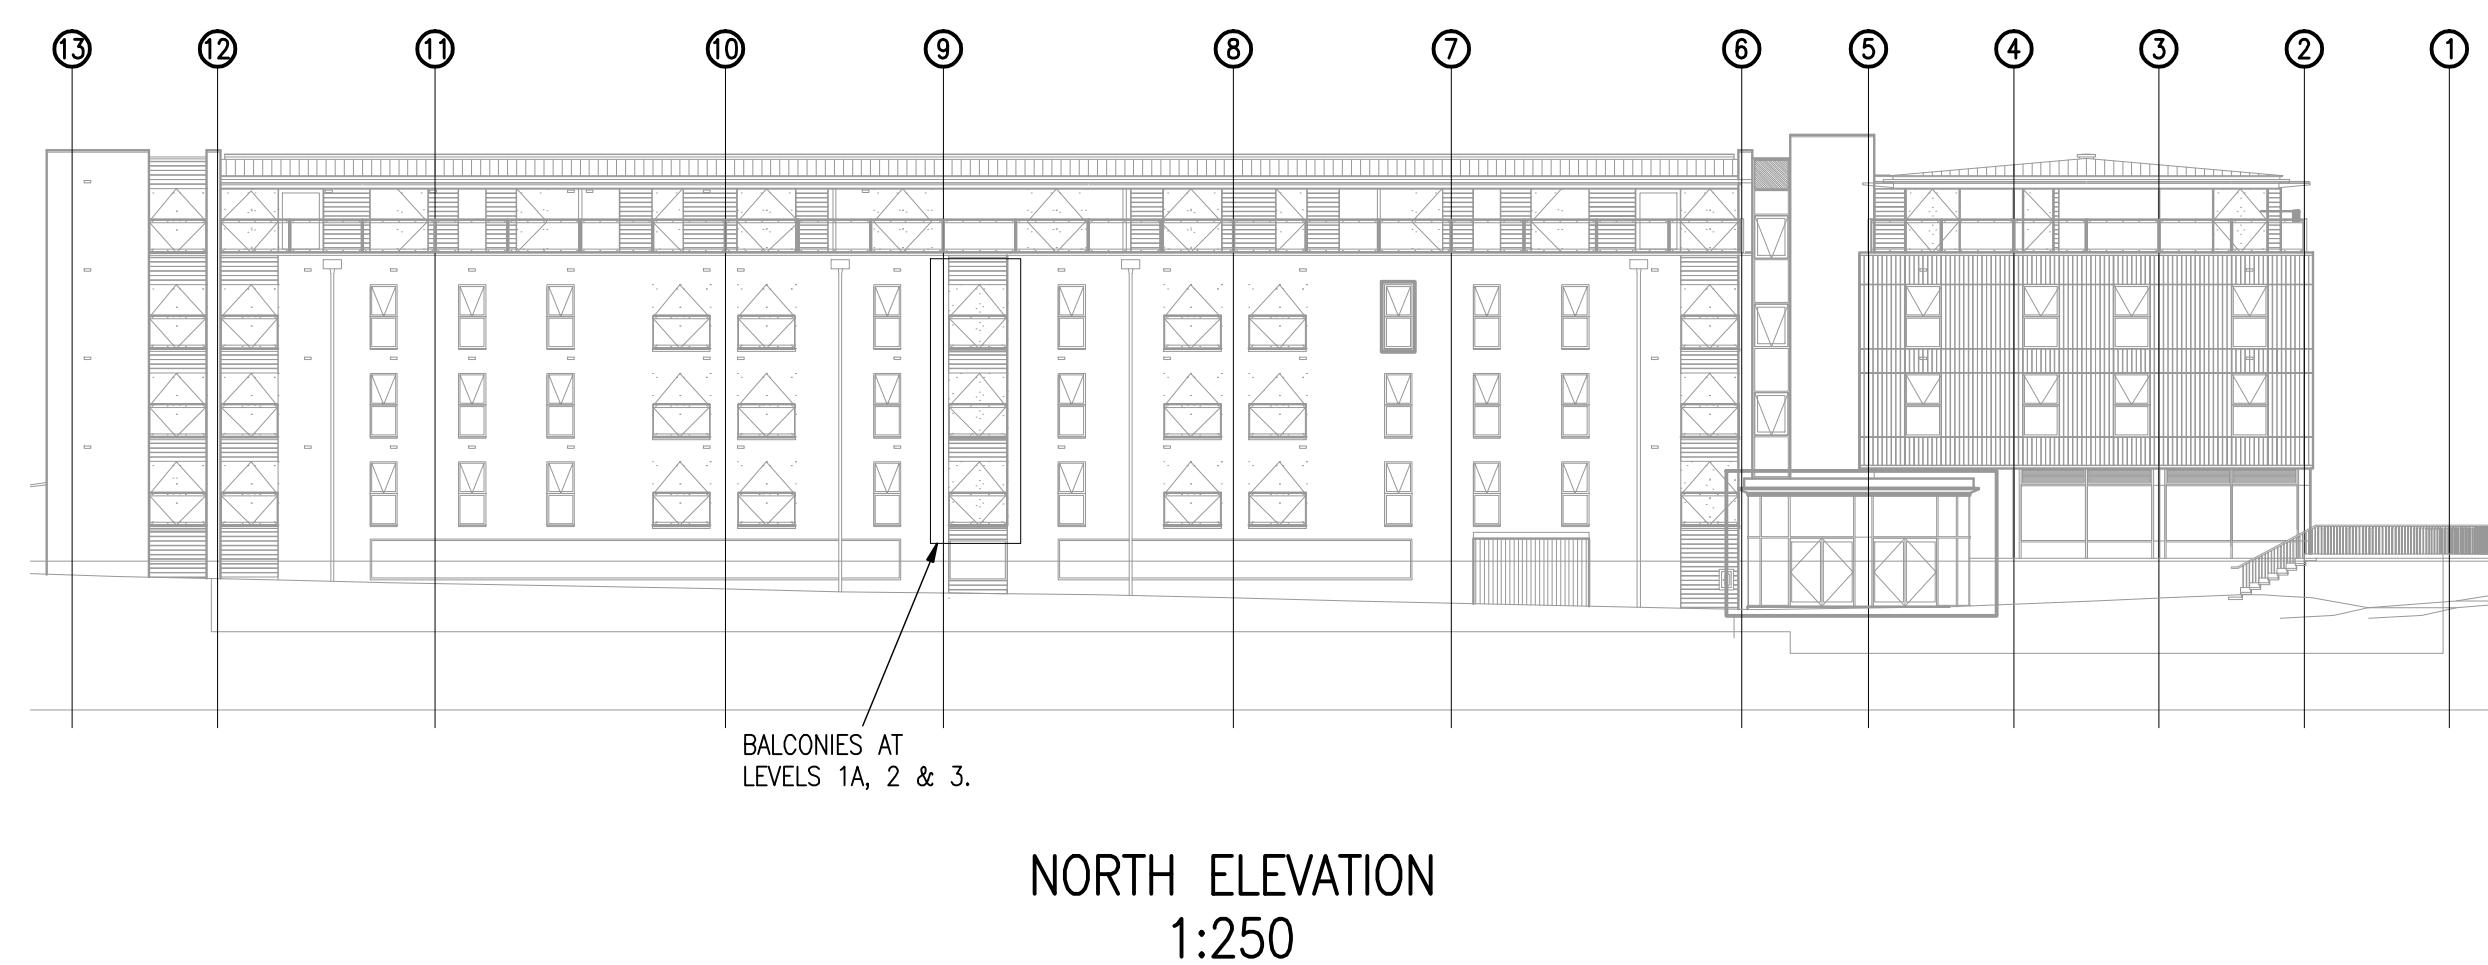 13 12 11 10 9 8 7 6 5 4 3 2 1
BALCONIES AT
LEVELS 1A, 2 & 3.
NORTH ELEVATION
1:250